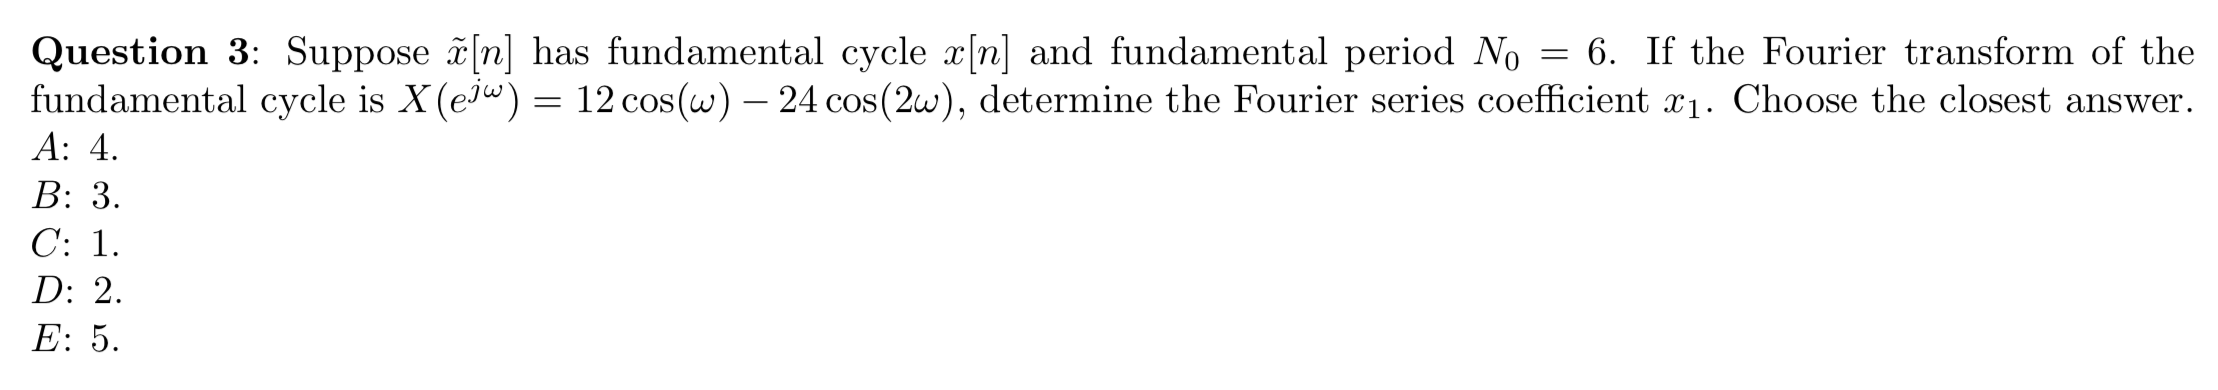 Question 3: Suppose x̃[n] has fundamental cycle x[n] and fundamental period N₀ = 6. If the Fourier transform of the
fundamental cycle is X(e^{jω}) = 12 cos(ω) − 24 cos(2ω), determine the Fourier series coefficient x₁. Choose the closest answer.
A: 4.
B: 3.
C: 1.
D: 2.
E: 5.